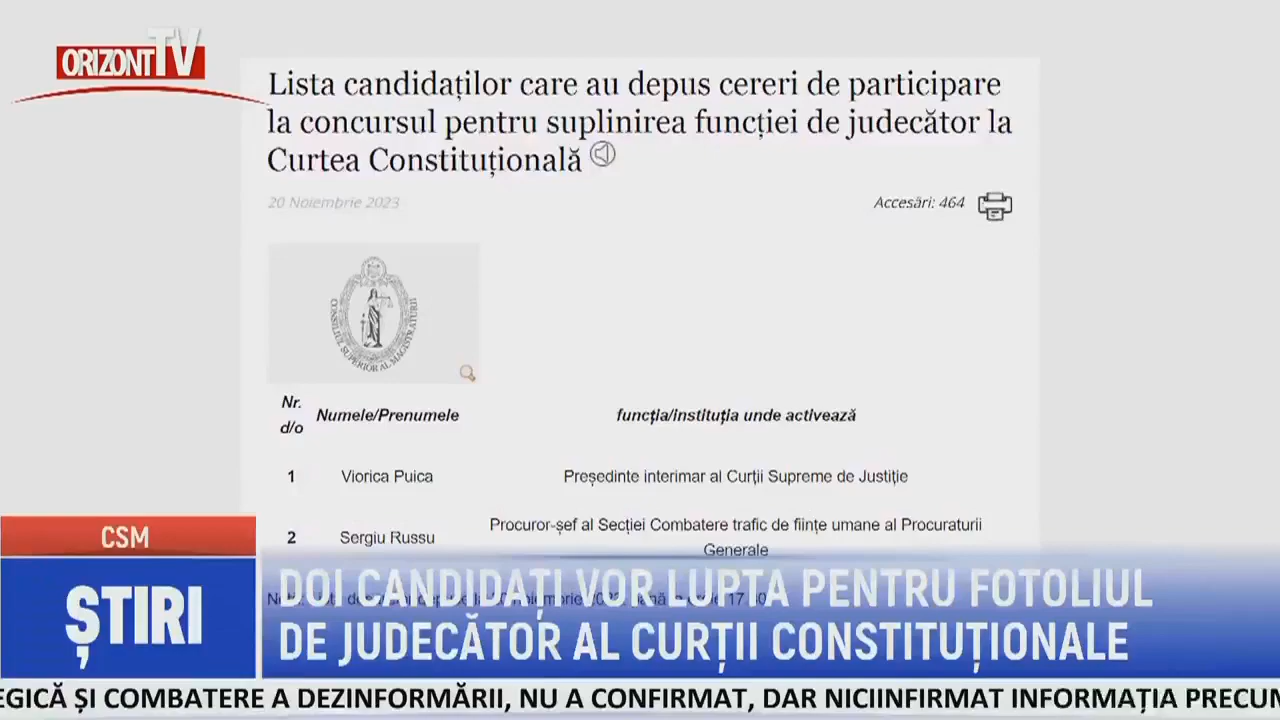 ORIZONT TV
Lista candidaților care au depus cereri de participare
la concursul pentru suplinirea funcției de judecător la
Curtea Constituțională
20 Noiembrie 2023
Accesări: 464
CONSILIUL SUPERIOR AL MAGISTRATURII
Nr.
d/o
Numele/Prenumele
funcția/instituția unde activează
1 Viorica Puica Președinte interimar al Curții Supreme de Justiție
2 Sergiu Russu Procuror-șef al Secției Combatere trafic de ființe umane al Procuraturii
Generale
CSM
ȘTIRI
DOI CANDIDAȚI VOR LUPTA PENTRU FOTOLIUL
DE JUDECĂTOR AL CURȚII CONSTITUȚIONALE
EGICĂ ȘI COMBATERE A DEZINFORMĂRII, NU A CONFIRMAT, DAR NICIINFIRMAT INFORMAȚIA PRECUM